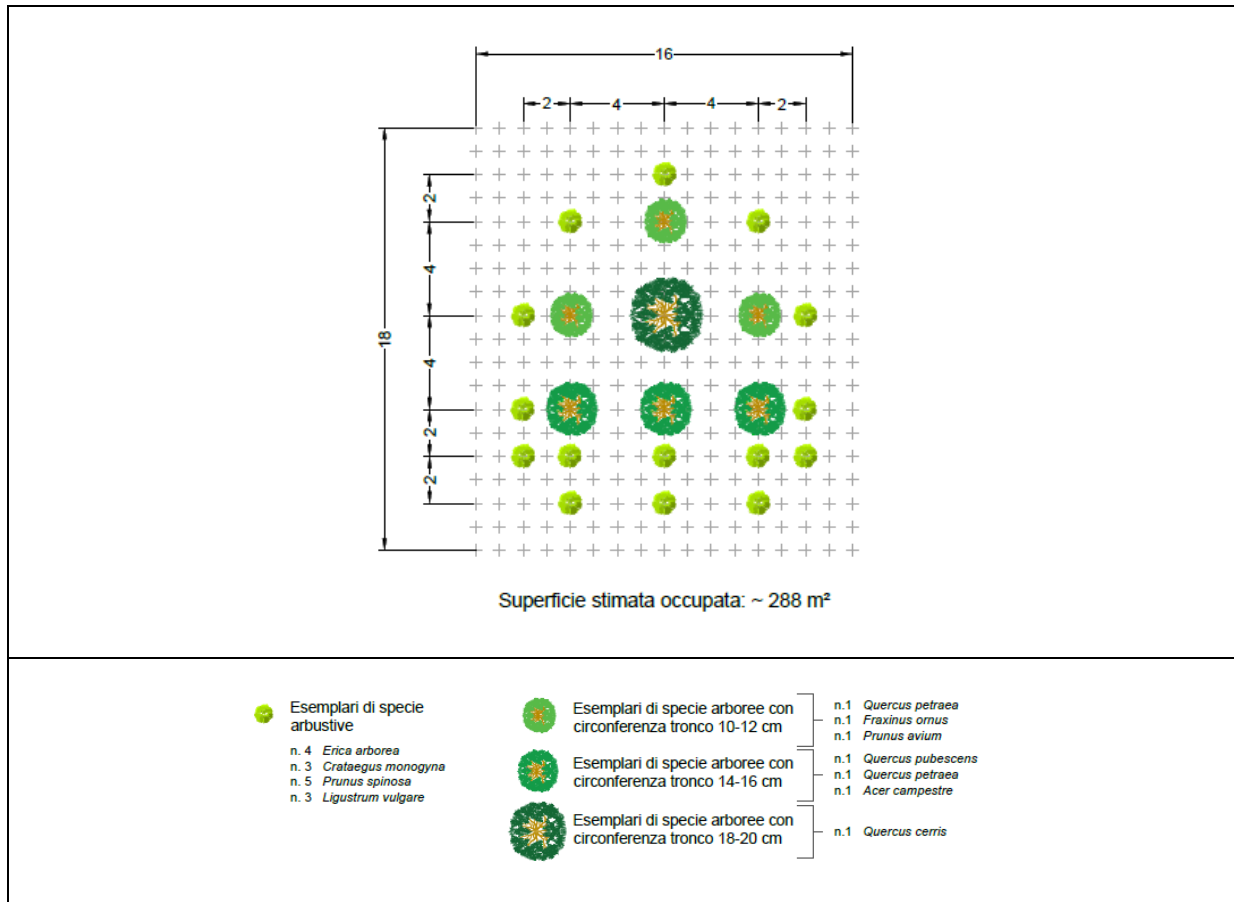 16
2 4 4 2
2
4
18
4
2
2
Superficie stimata occupata: ~ 288 m²
Esemplari di specie
arbustive
n. 4 Erica arborea
n. 3 Crataegus monogyna
n. 5 Prunus spinosa
n. 3 Ligustrum vulgare
Esemplari di specie arboree con
circonferenza tronco 10-12 cm
n.1 Quercus petraea
n.1 Fraxinus ornus
n.1 Prunus avium
Esemplari di specie arboree con
circonferenza tronco 14-16 cm
n.1 Quercus pubescens
n.1 Quercus petraea
n.1 Acer campestre
Esemplari di specie arboree con
circonferenza tronco 18-20 cm
n.1 Quercus cerris